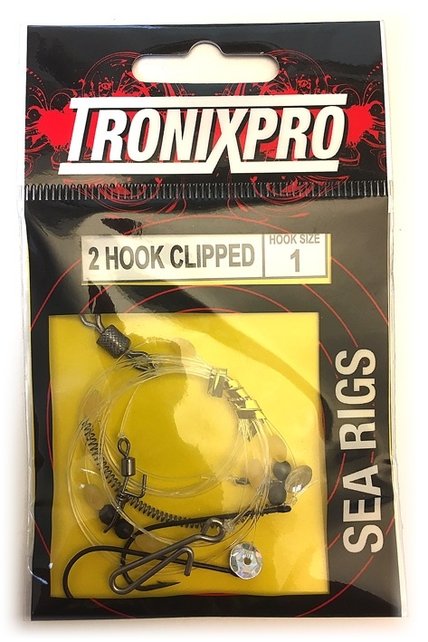 TRONIXPRO
2 HOOK CLIPPED
HOOK SIZE
1
SEA RIGS